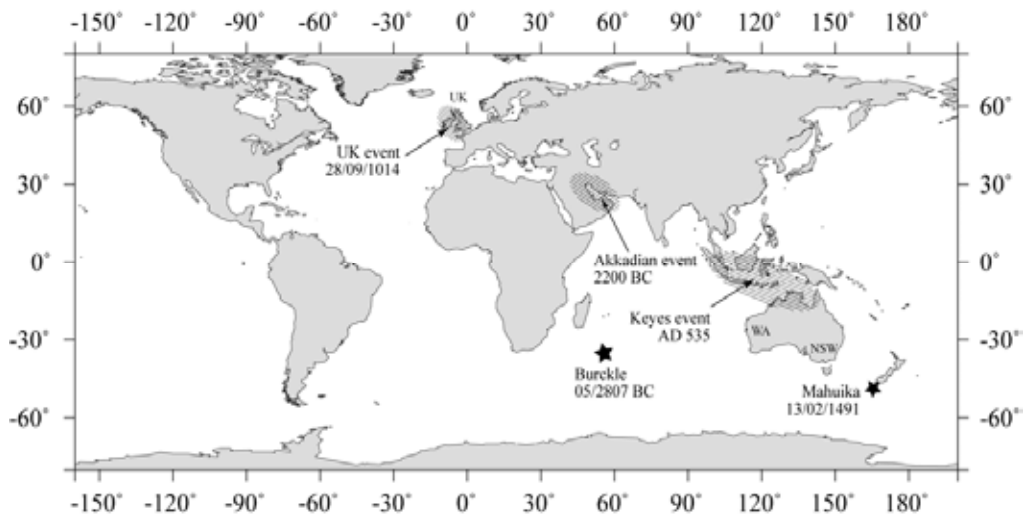 -150° -120° -90° -60° -30° 0° 30° 60° 90° 120° 150° 180°
60° 60°
UK
UK event
28/09/1014
30° 30°
Akkadian event
2200 BC
0° 0°
Keyes event
AD 535
WA
NSW
-30° -30°
Burckle
05/2807 BC
Mahuika
13/02/1491
-60° -60°
-150° -120° -90° -60° -30° 0° 30° 60° 90° 120° 150° 180°